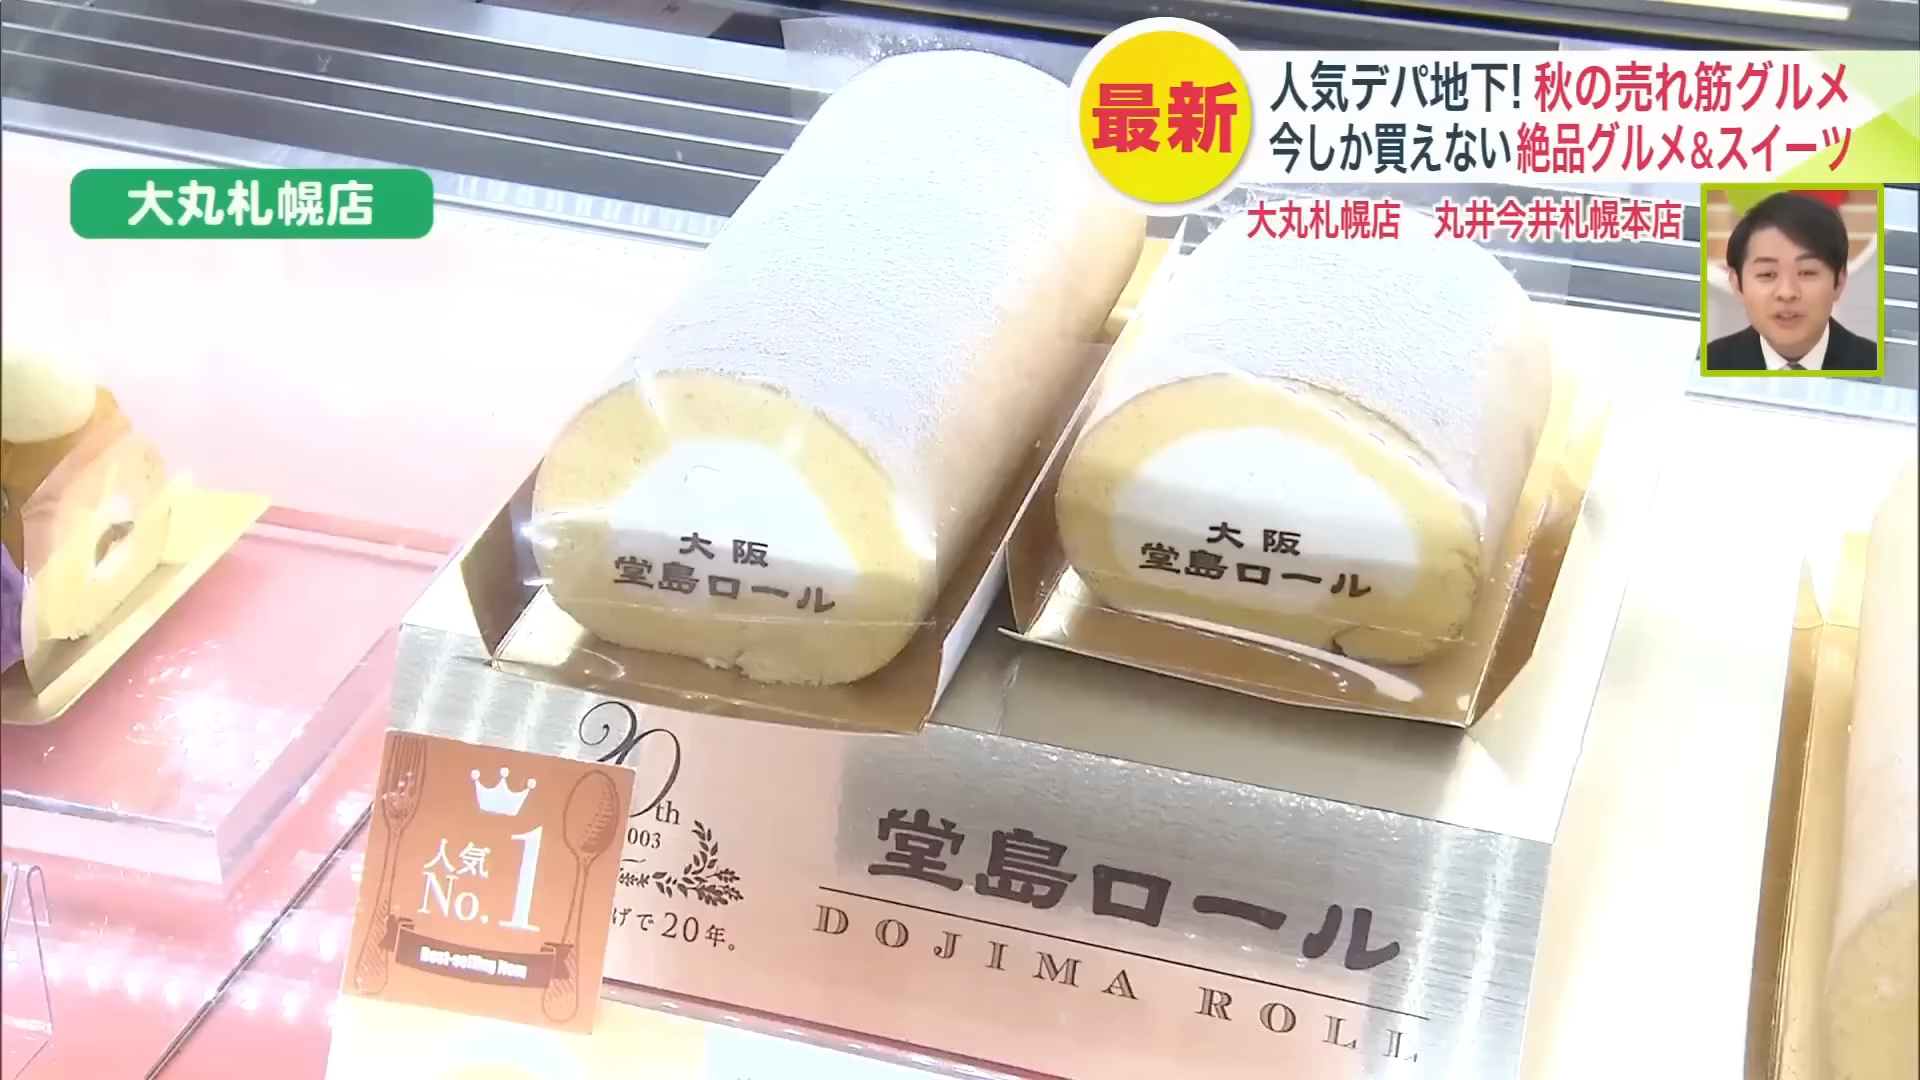 最新
人気デパ地下! 秋の売れ筋グルメ
今しか買えない絶品グルメ&スイーツ
大丸札幌店 丸井今井札幌本店
大丸札幌店
大阪
堂島ロール
大阪
堂島ロール
20th
003
げで20年。
人気
No.1
Best-selling Item
堂島ロール
DOJIMA ROLL